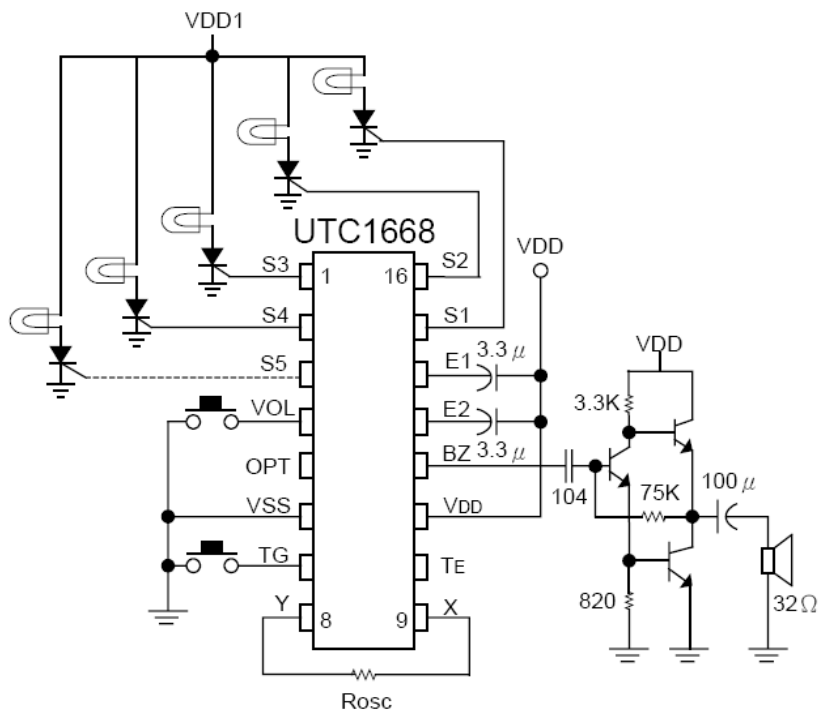 VDD1
UTC1668
S3 1 16 S2
VDD
S4 S1
S5 E1 3.3μ
VDD
VOL E2
3.3K
3.3μ
OPT BZ
104
75K
100μ
VSS VDD
TG TE
820
32Ω
Y 8 9 X
Rosc